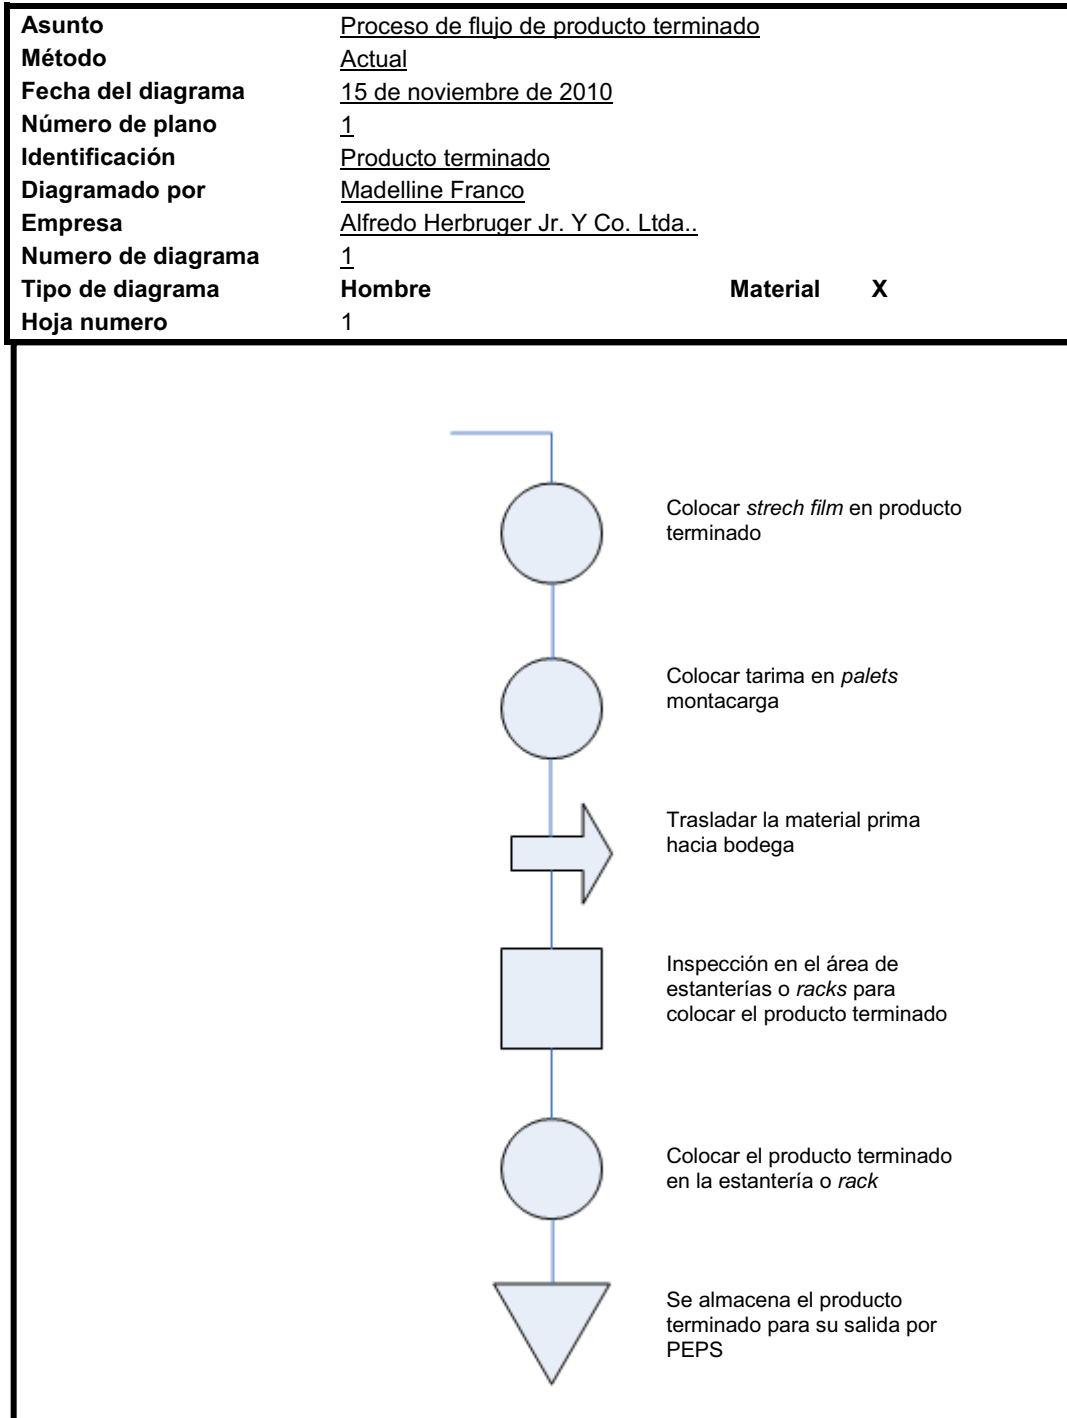 Asunto Proceso de flujo de producto terminado
Método Actual
Fecha del diagrama 15 de noviembre de 2010
Número de plano 1
Identificación Producto terminado
Diagramado por Madelline Franco
Empresa Alfredo Herbruger Jr. Y Co. Ltda..
Numero de diagrama 1
Tipo de diagrama Hombre Material X
Hoja numero 1
Colocar strech film en producto
terminado
Colocar tarima en palets
montacarga
Trasladar la material prima
hacia bodega
Inspección en el área de
estanterías o racks para
colocar el producto terminado
Colocar el producto terminado
en la estantería o rack
Se almacena el producto
terminado para su salida por
PEPS